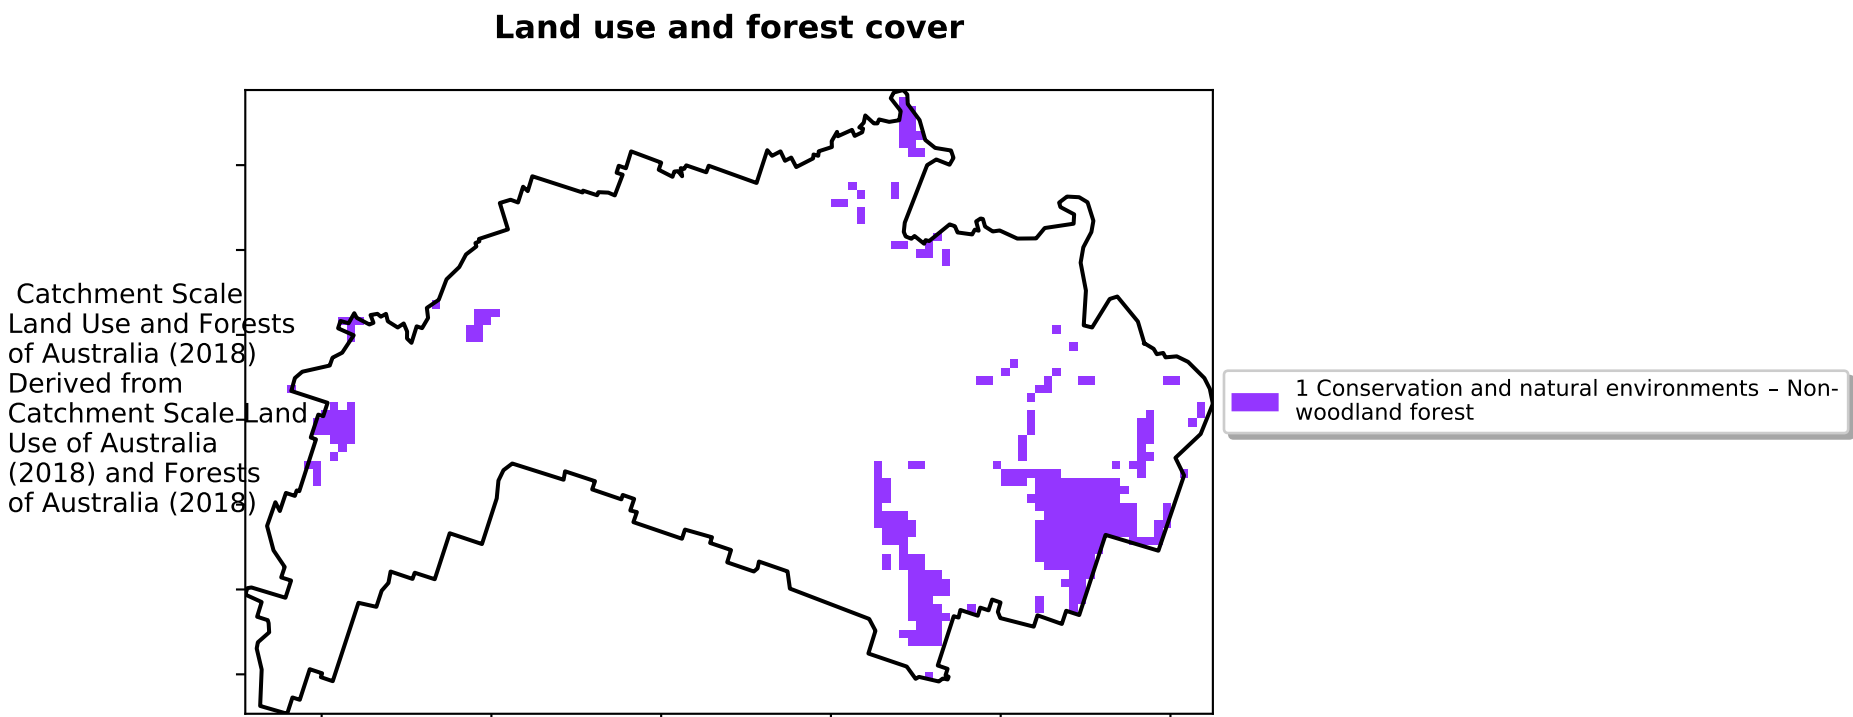 Land use and forest cover
Catchment Scale
Land Use and Forests
of Australia (2018)
Derived from
Catchment Scale Land
Use of Australia
(2018) and Forests
of Australia (2018)
1 Conservation and natural environments – Non-
woodland forest